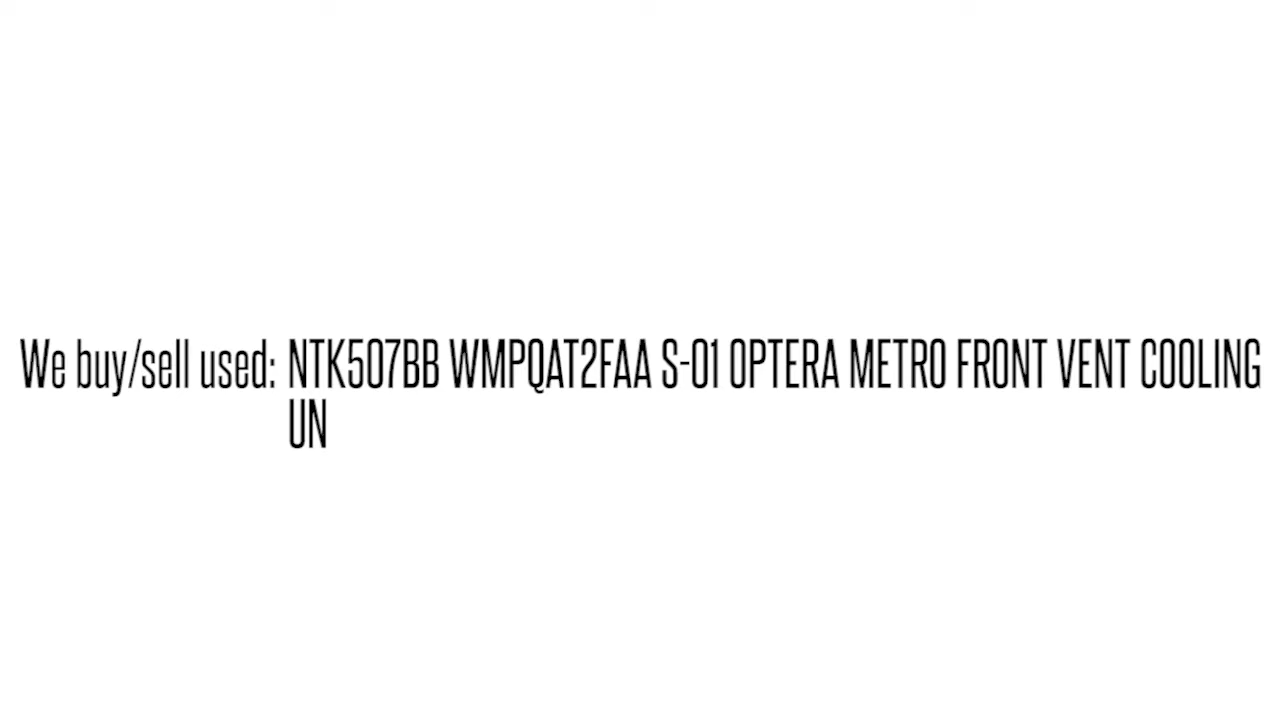 We buy/sell used: NTK507BB WMPQAT2FAA S-01 OPTERA METRO FRONT VENT COOLING
UN